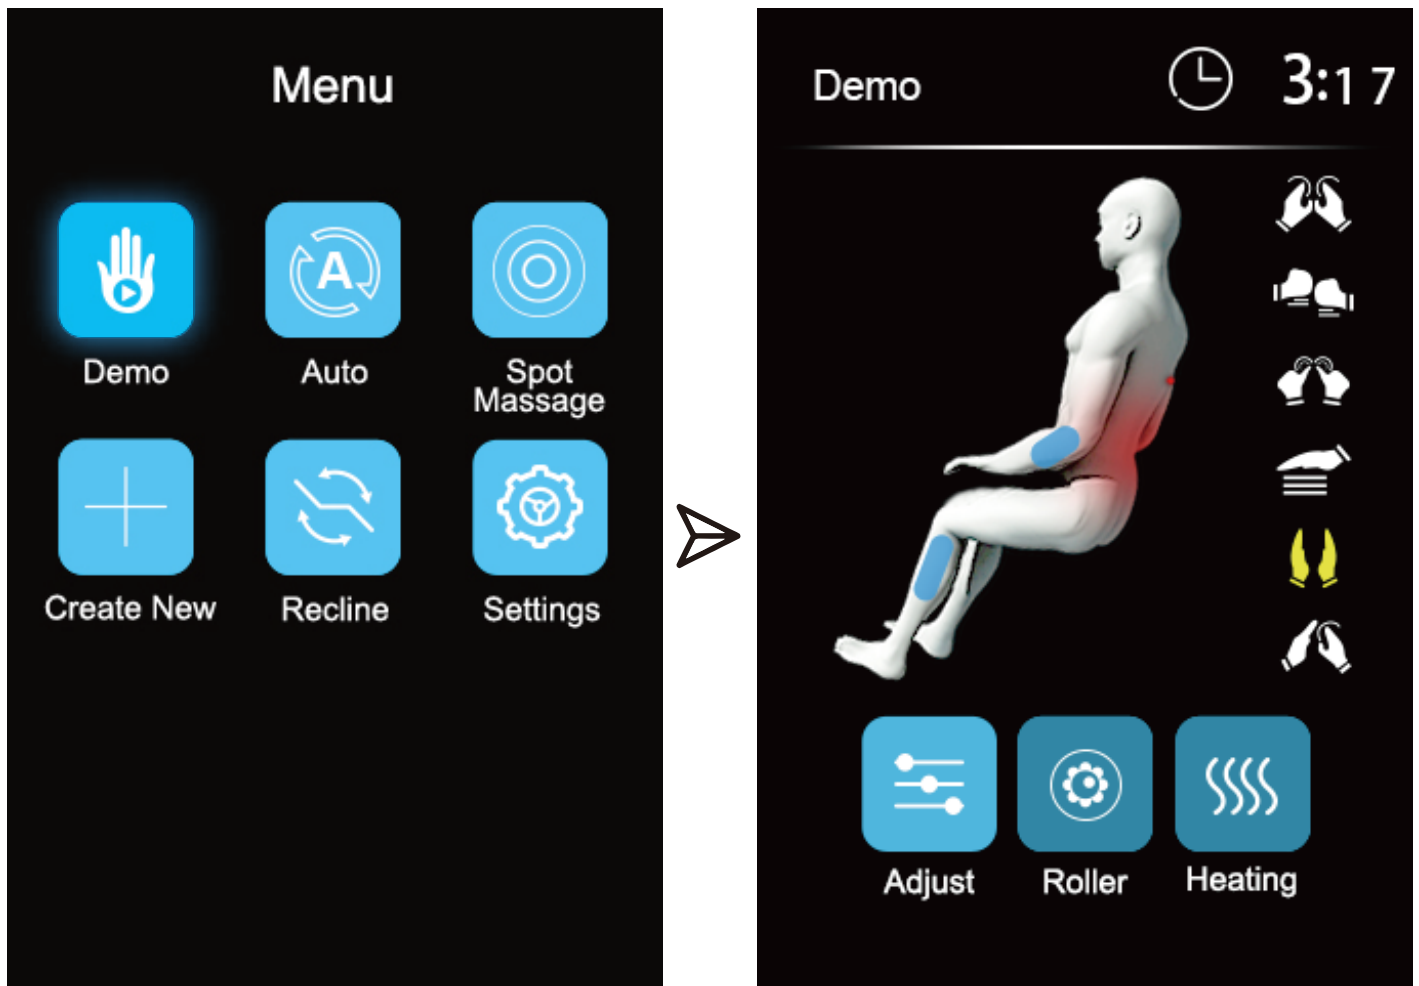 Menu
Demo
A
Auto
Spot
Massage
Create New
Recline
Settings
Demo
3:17
Adjust
Roller
Heating